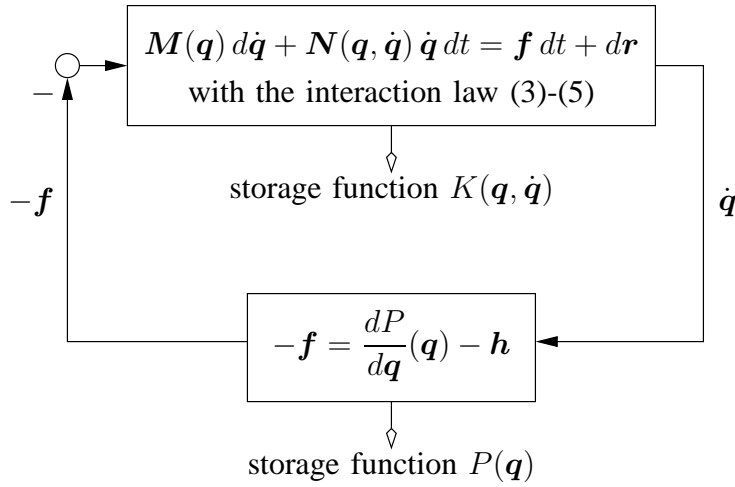 M(q) dq̇ + N(q, q̇) q̇ dt = f dt + dr
with the interaction law (3)-(5)
−
storage function K(q, q̇)
−f
q̇
−f = dP/dq (q) − h
storage function P(q)